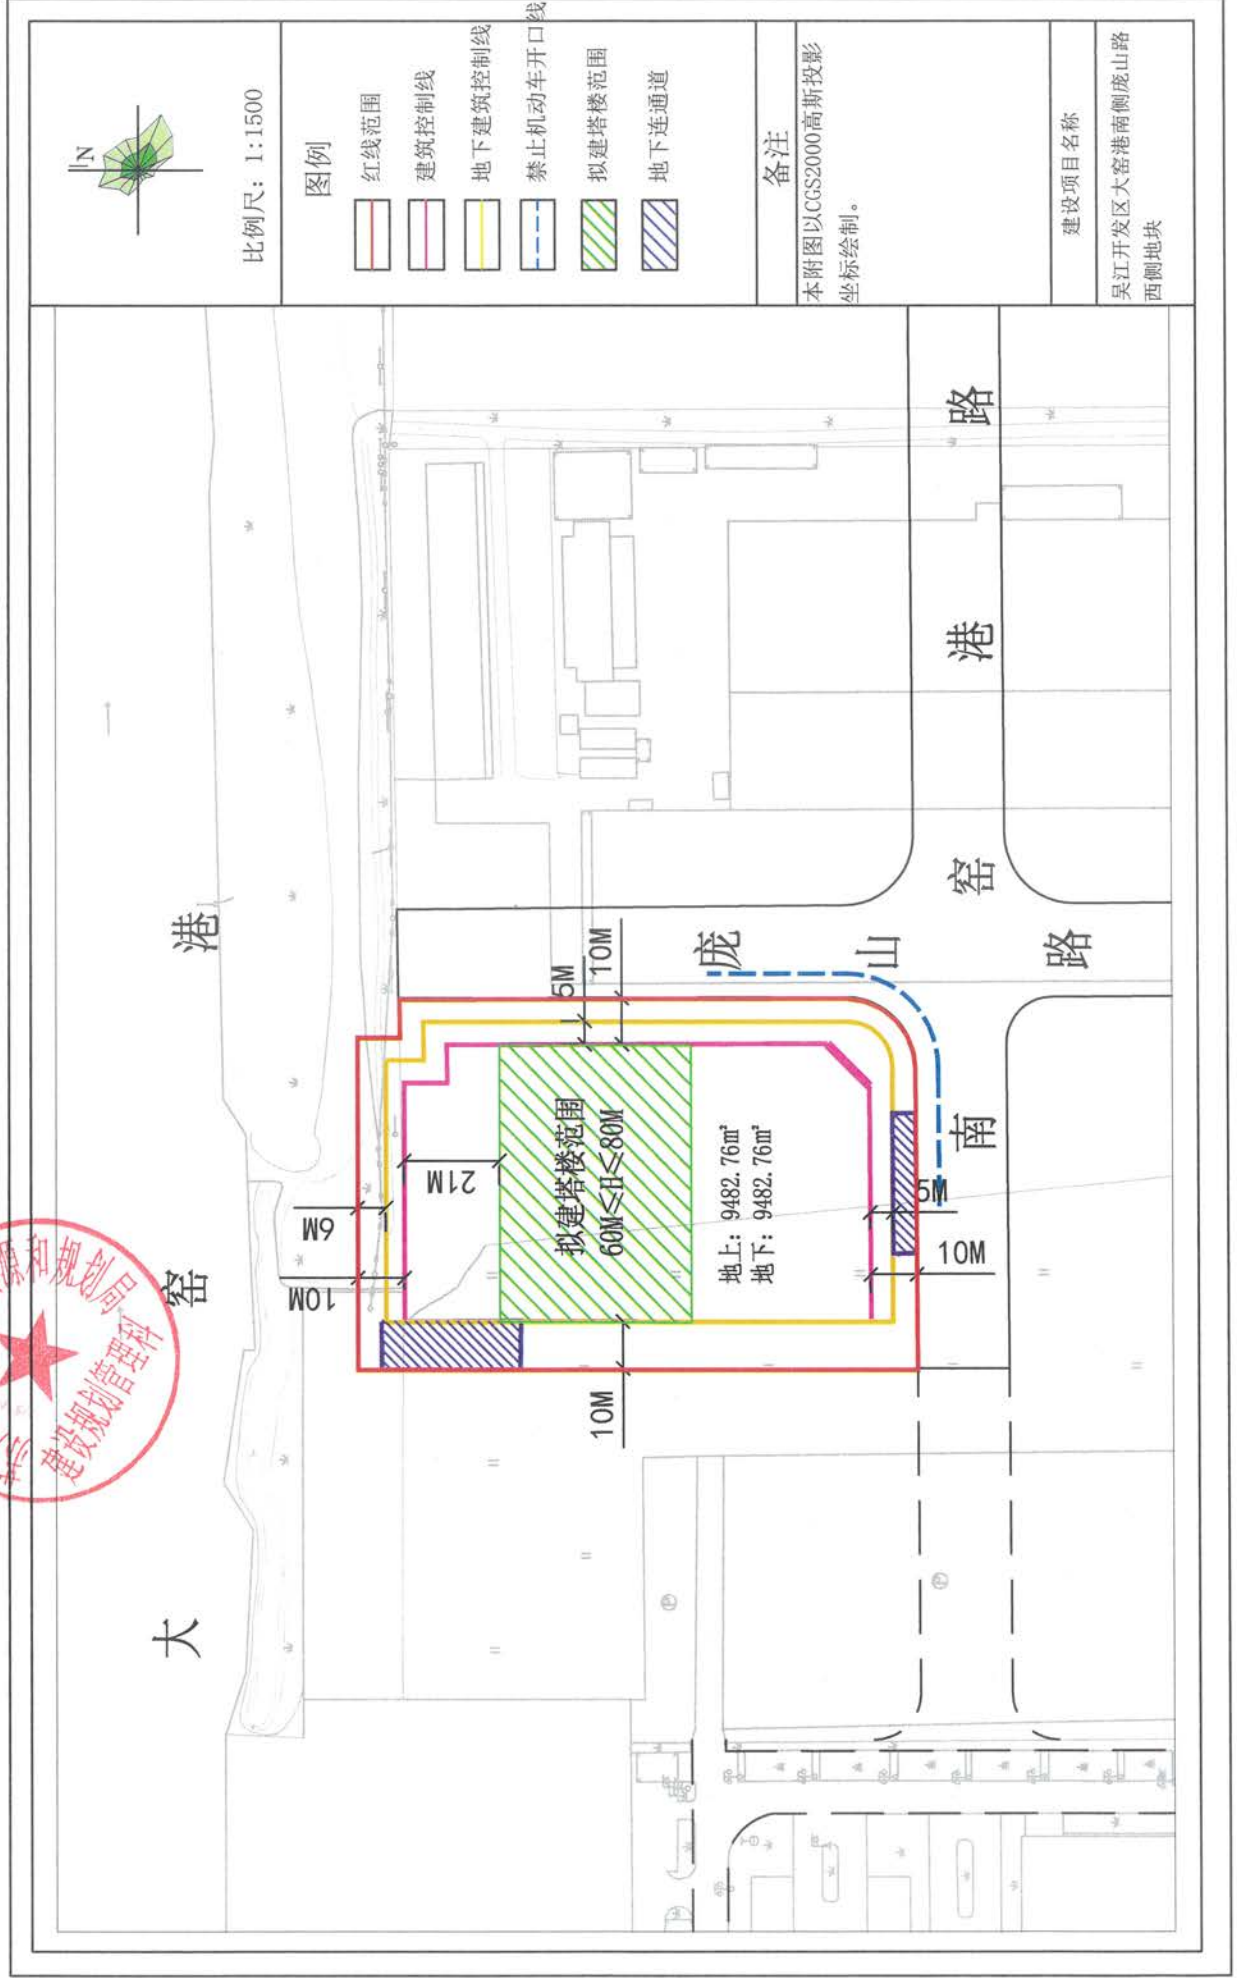 N
比例尺：1:1500
图例
红线范围
建筑控制线
地下建筑控制线
禁止机动车开口线
拟建塔楼范围
地下连通道
备注
本附图以CGS2000高斯投影
坐标绘制。
建设项目名称
吴江开发区大窑港南侧庞山路
西侧地块
大窑港
庞山路
南窑港路
6M
10M
21M
5M
10M
拟建塔楼范围
60M≤H≤80M
地上：9482.76㎡
地下：9482.76㎡
5M
10M
10M
源和规划局
建设规划管理科